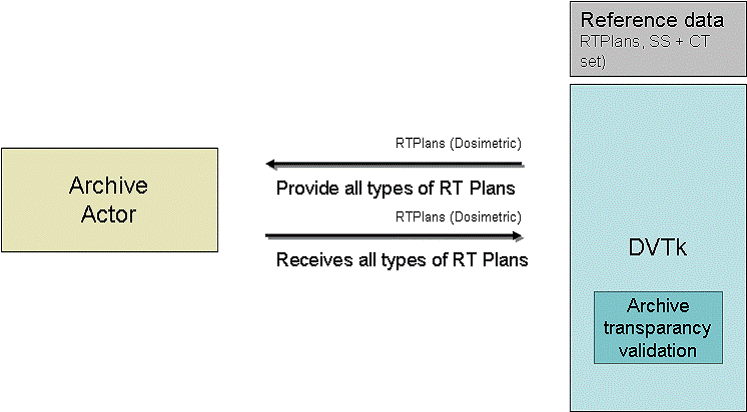 Reference data
RTPlans, SS + CT
set)
RTPlans (Dosimetric)
Provide all types of RT Plans
Archive
Actor
RTPlans (Dosimetric)
Receives all types of RT Plans
DVTk
Archive
transparancy
validation